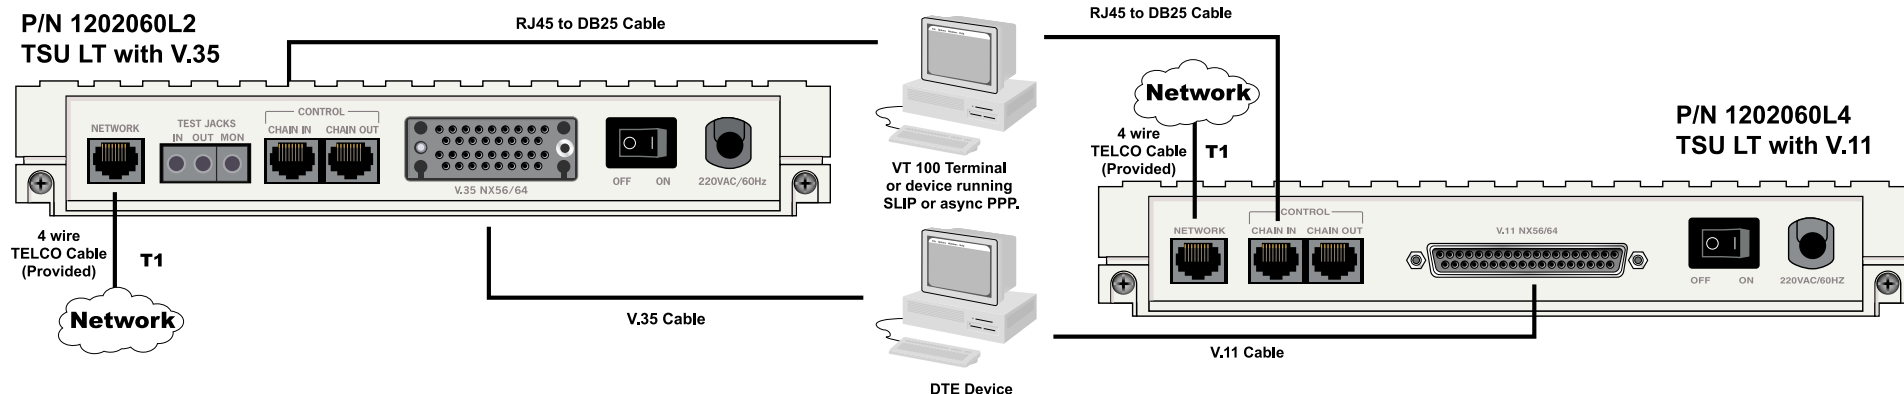 P/N 1202060L2
TSU LT with V.35
RJ45 to DB25 Cable
NETWORK
TEST JACKS
IN OUT MON
CONTROL
CHAIN IN CHAIN OUT
V.35 NX56/64
OFF ON
220VAC/60Hz
4 wire
TELCO Cable
(Provided)
T1
Network
V.35 Cable
VT 100 Terminal
or device running
SLIP or async PPP.
DTE Device
RJ45 to DB25 Cable
Network
4 wire
TELCO Cable
(Provided)
T1
P/N 1202060L4
TSU LT with V.11
NETWORK
CONTROL
CHAIN IN CHAIN OUT
V.11 NX56/64
OFF ON
220VAC/60HZ
V.11 Cable